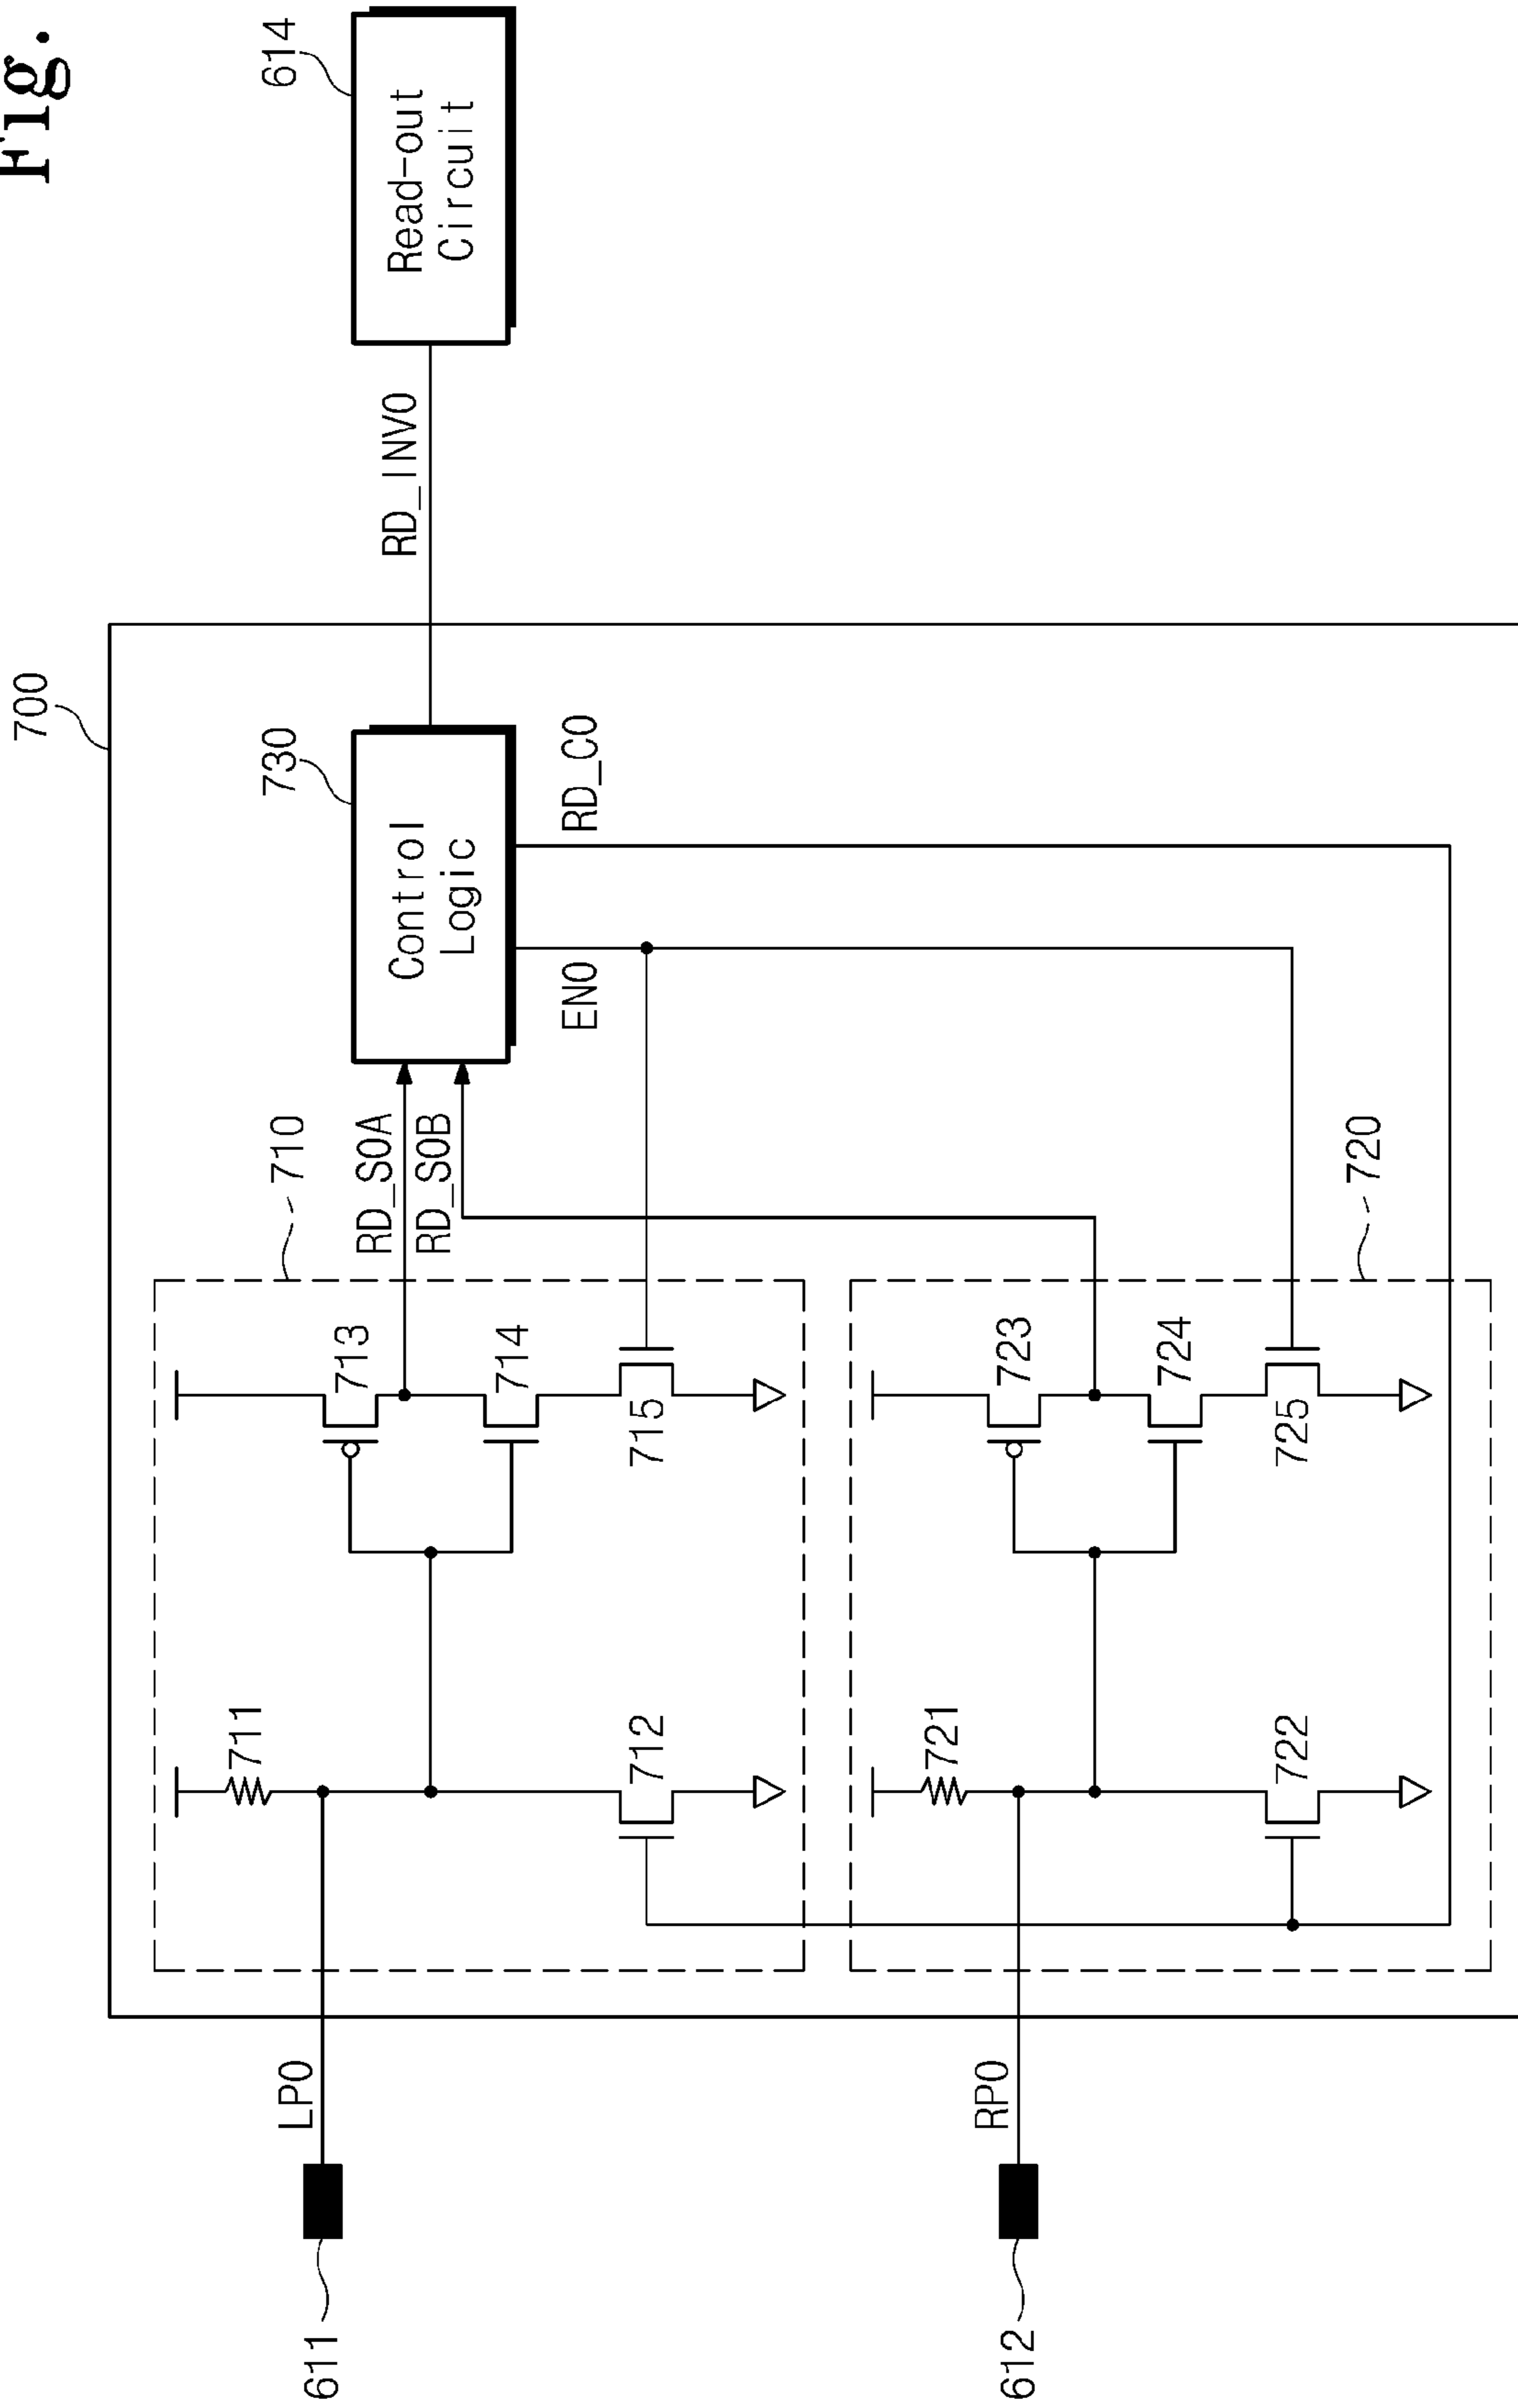 Fig.
700
710
730
614
711
713
RD_S0A
RD_S0B
Control
Logic
RD_INV0
Read-out
Circuit
LP0
611
714
EN0
RD_C0
712
715
720
721
723
RP0
612
724
722
725